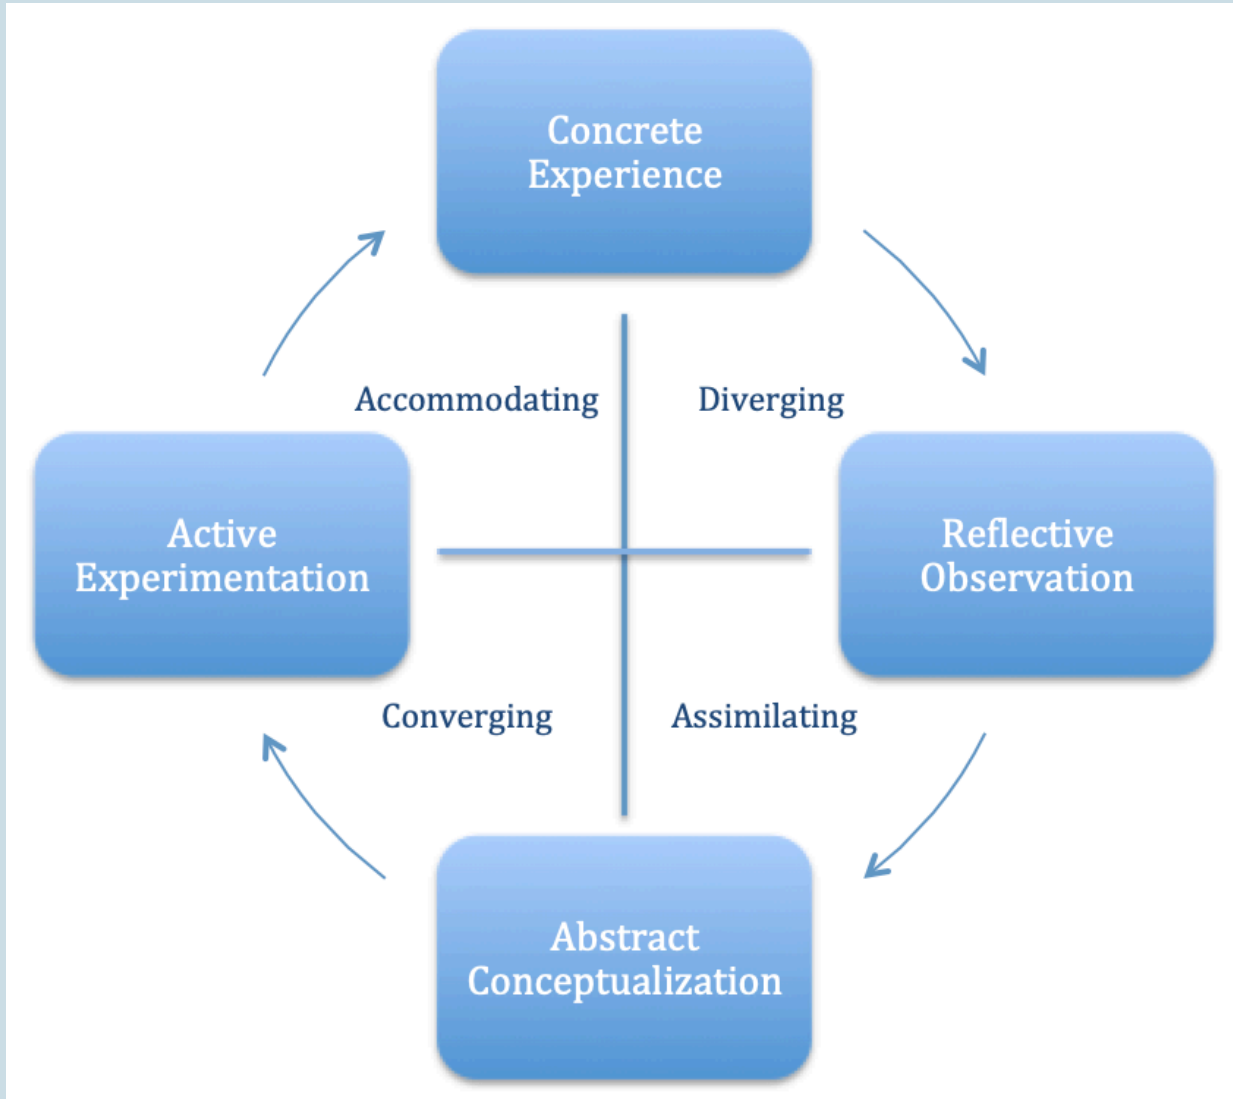 Concrete
Experience
Accommodating
Diverging
Active
Experimentation
Reflective
Observation
Converging
Assimilating
Abstract
Conceptualization